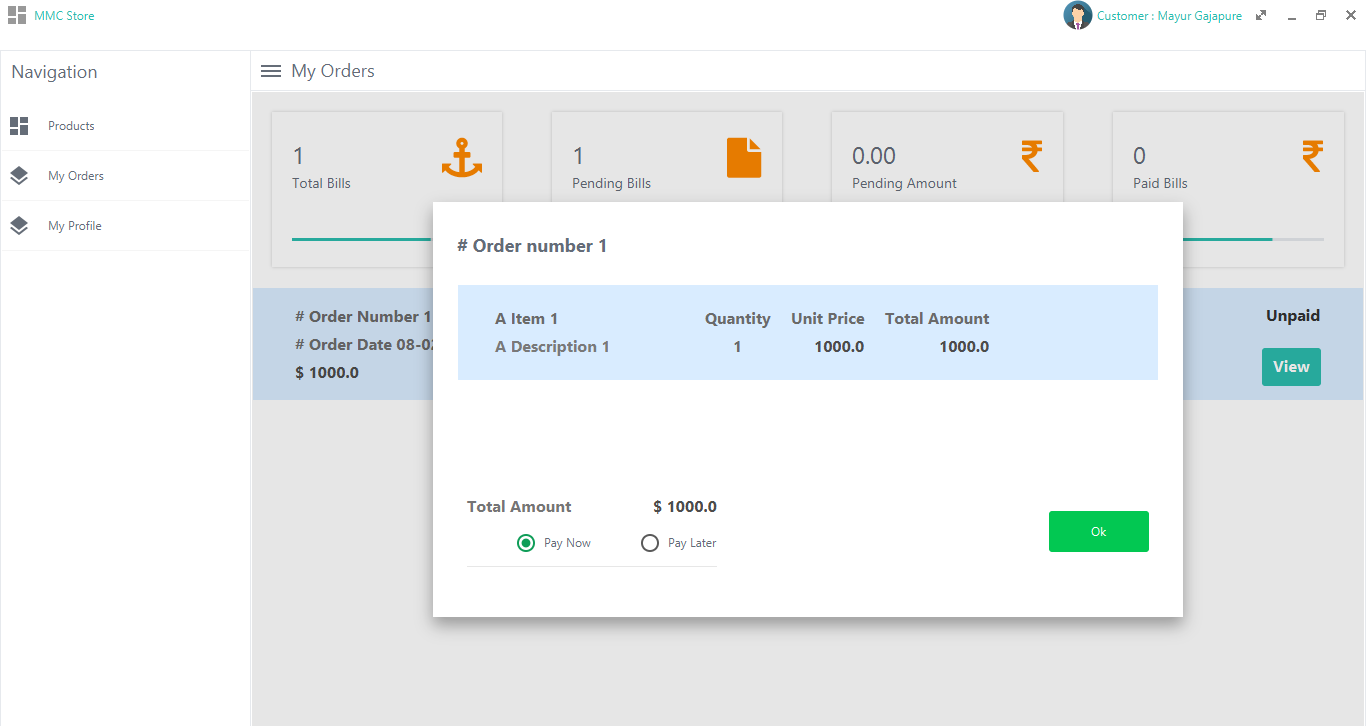 MMC Store
Customer : Mayur Gajapure
Navigation
My Orders
Products
My Orders
My Profile
1
Total Bills
1
Pending Bills
0.00
Pending Amount
₹
0
Paid Bills
₹
# Order Number 1
# Order Date 08-02
$ 1000.0
Unpaid
View
# Order number 1
A Item 1 Quantity Unit Price Total Amount
A Description 1 1 1000.0 1000.0
Total Amount $ 1000.0
Pay Now Pay Later
Ok